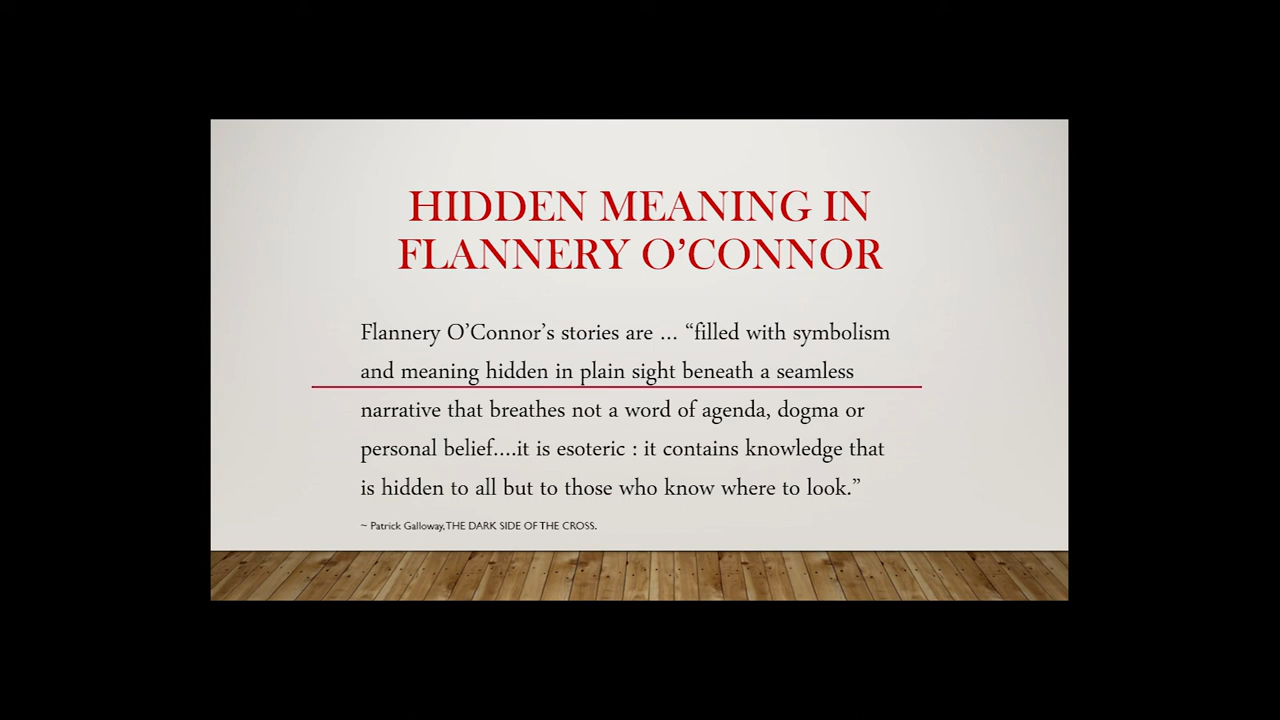 HIDDEN MEANING IN
FLANNERY O’CONNOR
Flannery O’Connor’s stories are … “filled with symbolism
and meaning hidden in plain sight beneath a seamless
narrative that breathes not a word of agenda, dogma or
personal belief….it is esoteric : it contains knowledge that
is hidden to all but to those who know where to look.”
~ Patrick Galloway,THE DARK SIDE OF THE CROSS.